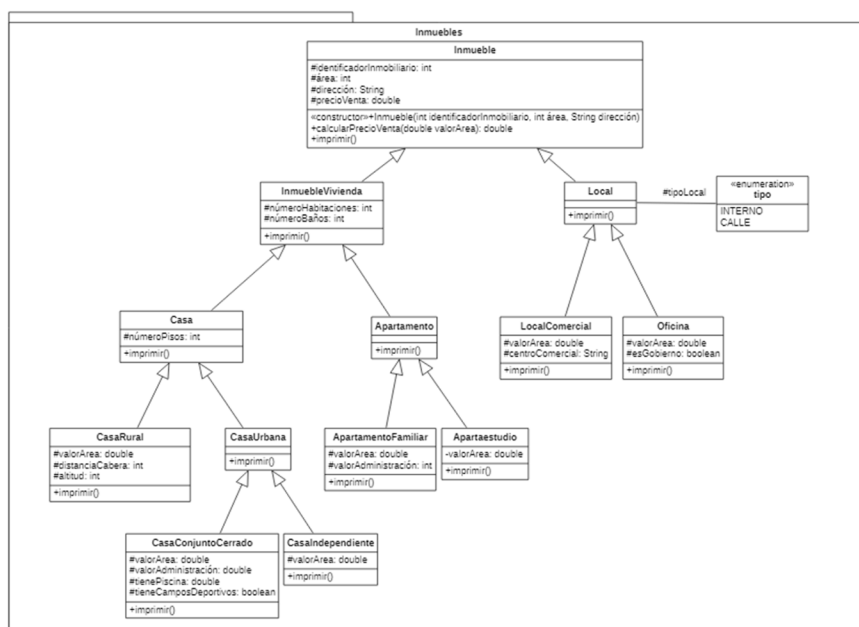 Inmuebles
Inmueble
#identificadorInmobiliario: int
#área: int
#dirección: String
#precioVenta: double
«constructor»+Inmueble(int identificadorInmobiliario, int área, String dirección)
+calcularPrecioVenta(double valorArea): double
+imprimir()
InmuebleVivienda
#númeroHabitaciones: int
#númeroBaños: int
+imprimir()
Local
+imprimir()
#tipoLocal
«enumeration»
tipo
INTERNO
CALLE
Casa
#númeroPisos: int
+imprimir()
Apartamento
+imprimir()
LocalComercial
#valorArea: double
#centroComercial: String
+imprimir()
Oficina
#valorArea: double
#esGobierno: boolean
+imprimir()
CasaRural
#valorArea: double
#distanciaCabera: int
#altitud: int
+imprimir()
CasaUrbana
+imprimir()
ApartamentoFamiliar
#valorArea: double
#valorAdministración: int
+imprimir()
Apartaestudio
-valorArea: double
+imprimir()
CasaConjuntoCerrado
#valorArea: double
#valorAdministración: double
#tienePiscina: double
#tieneCamposDeportivos: boolean
+imprimir()
CasaIndependiente
#valorArea: double
+imprimir()